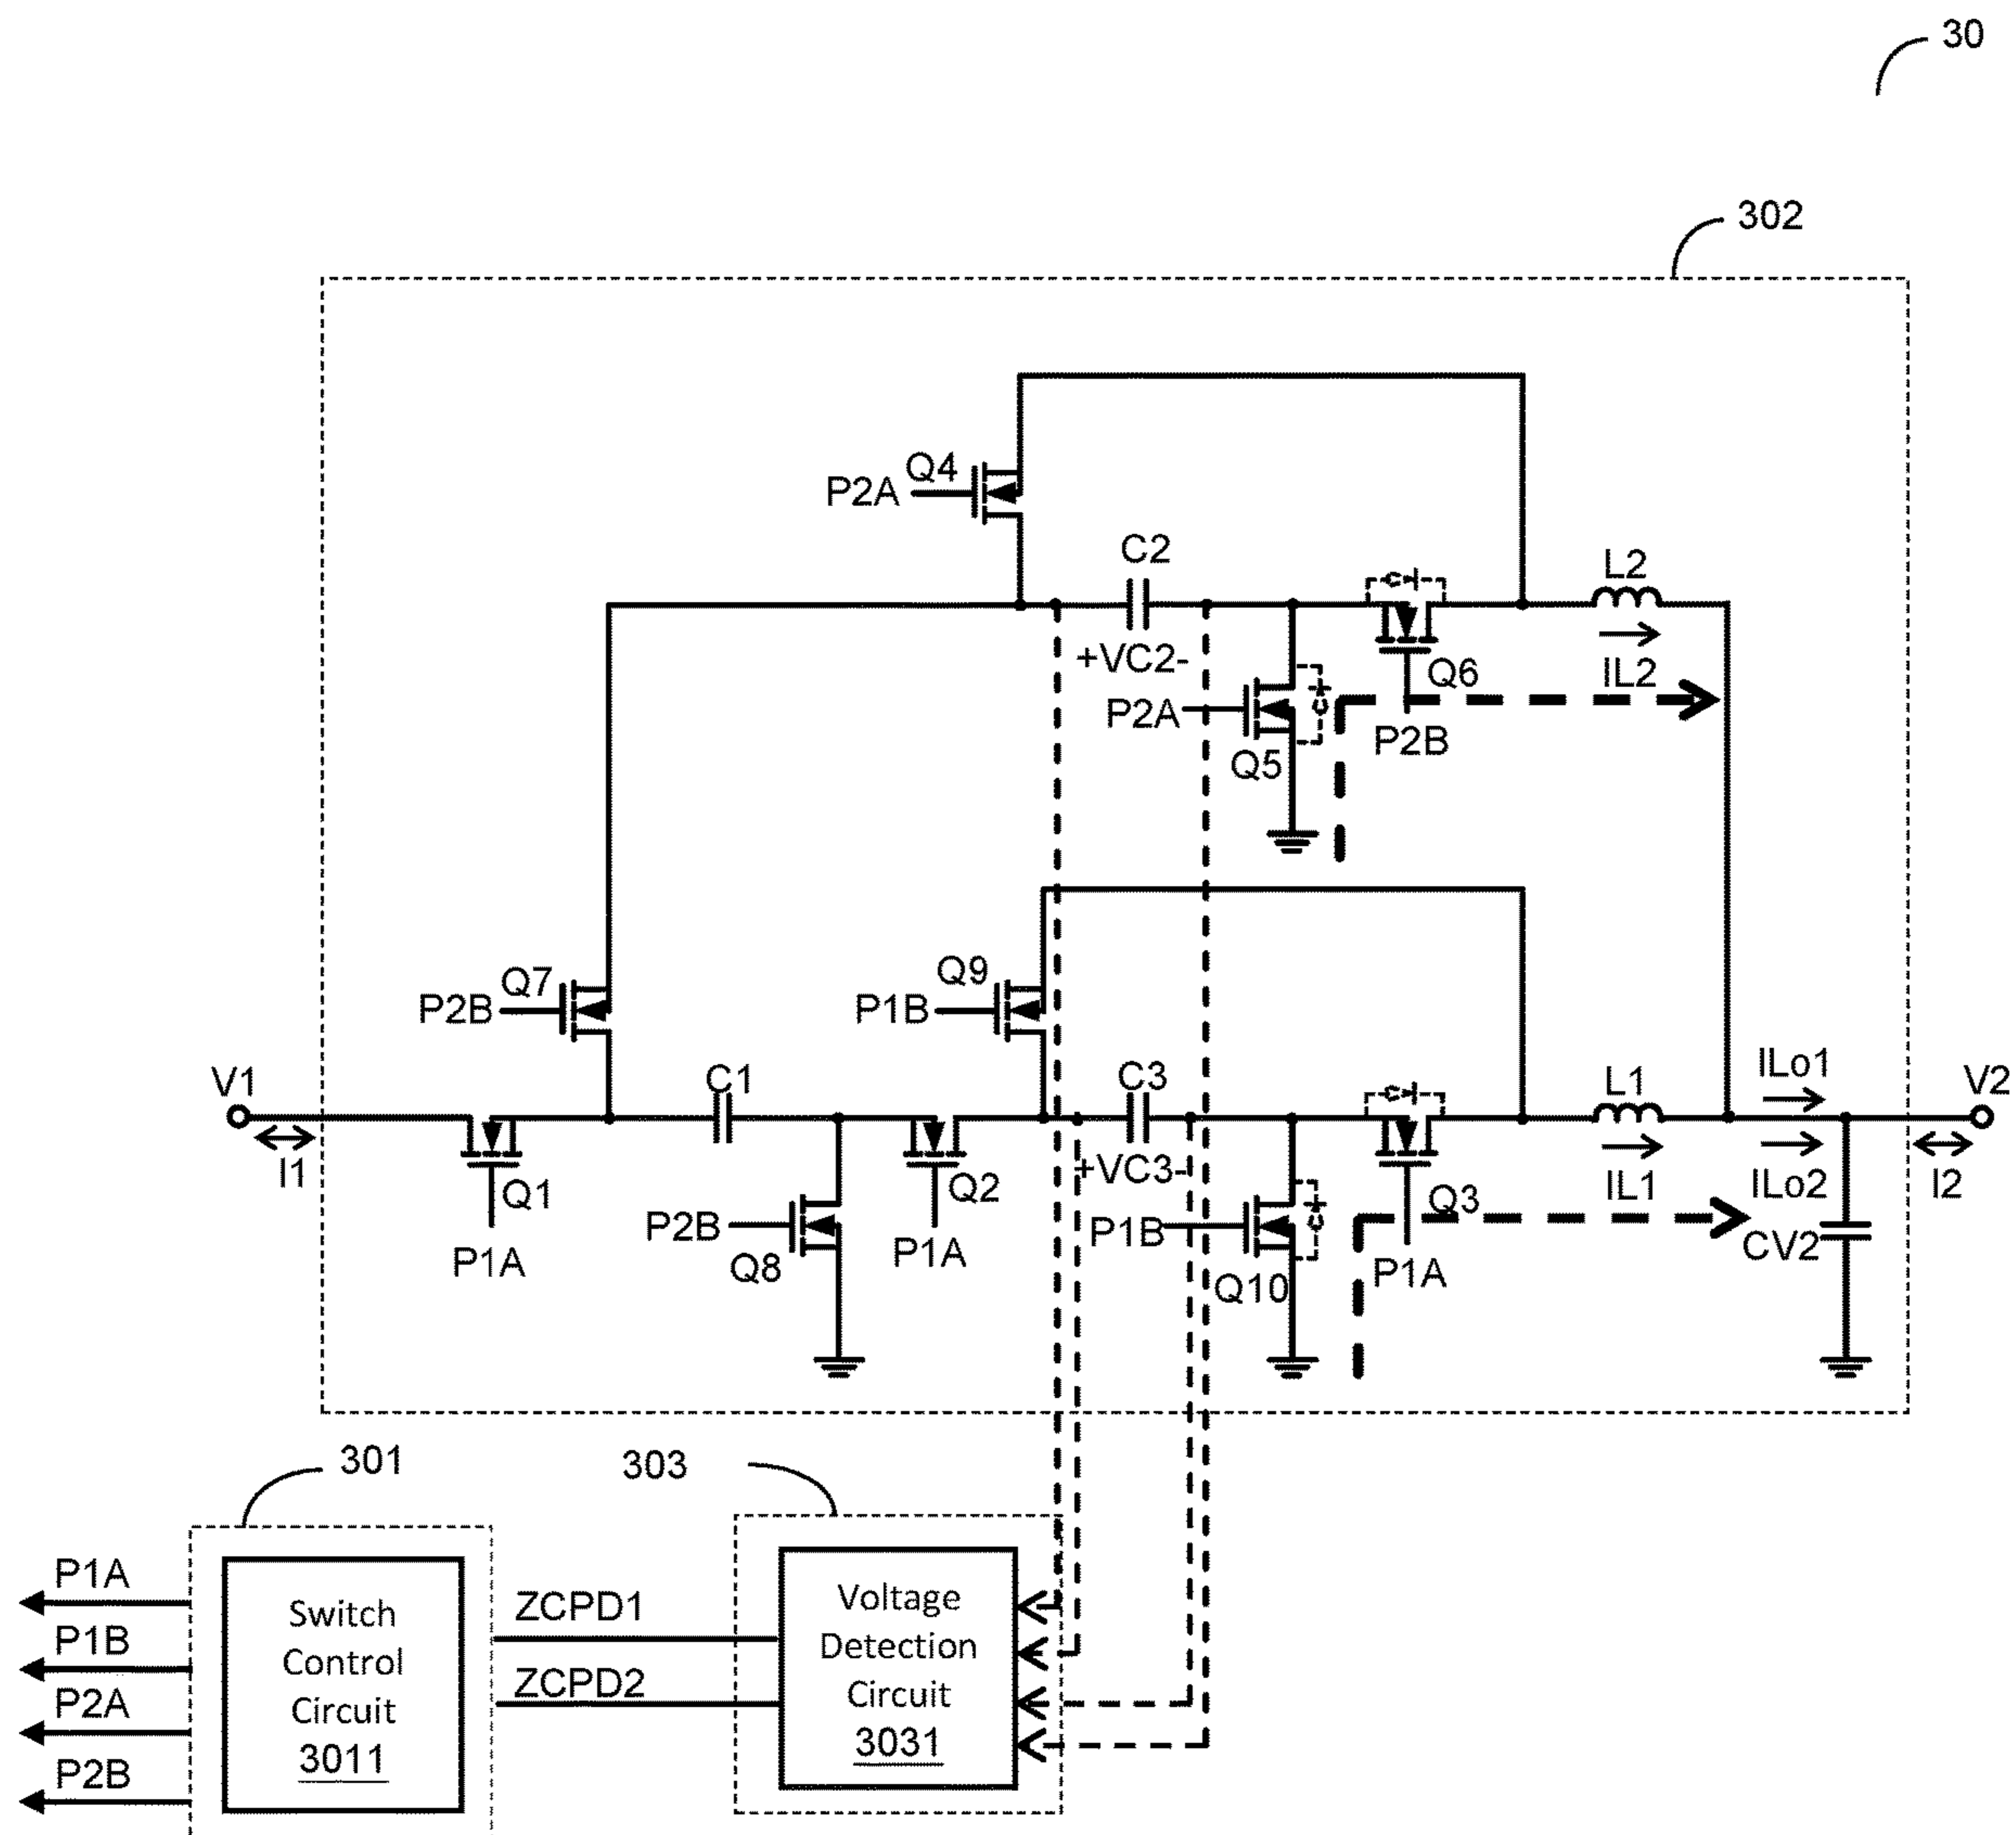 30
302
Q4
P2A
C2
L2
+VC2-
Q6
IL2
P2A
P2B
Q5
Q7
P2B
Q9
P1B
V1
C1
C3
L1
ILo1
V2
I1
Q1
Q2
+VC3-
Q3
IL1
ILo2
I2
P2B
P1B
CV2
P1A
Q8
P1A
Q10
P1A
301
303
P1A
P1B
P2A
P2B
Switch
Control
Circuit
3011
ZCPD1
ZCPD2
Voltage
Detection
Circuit
3031